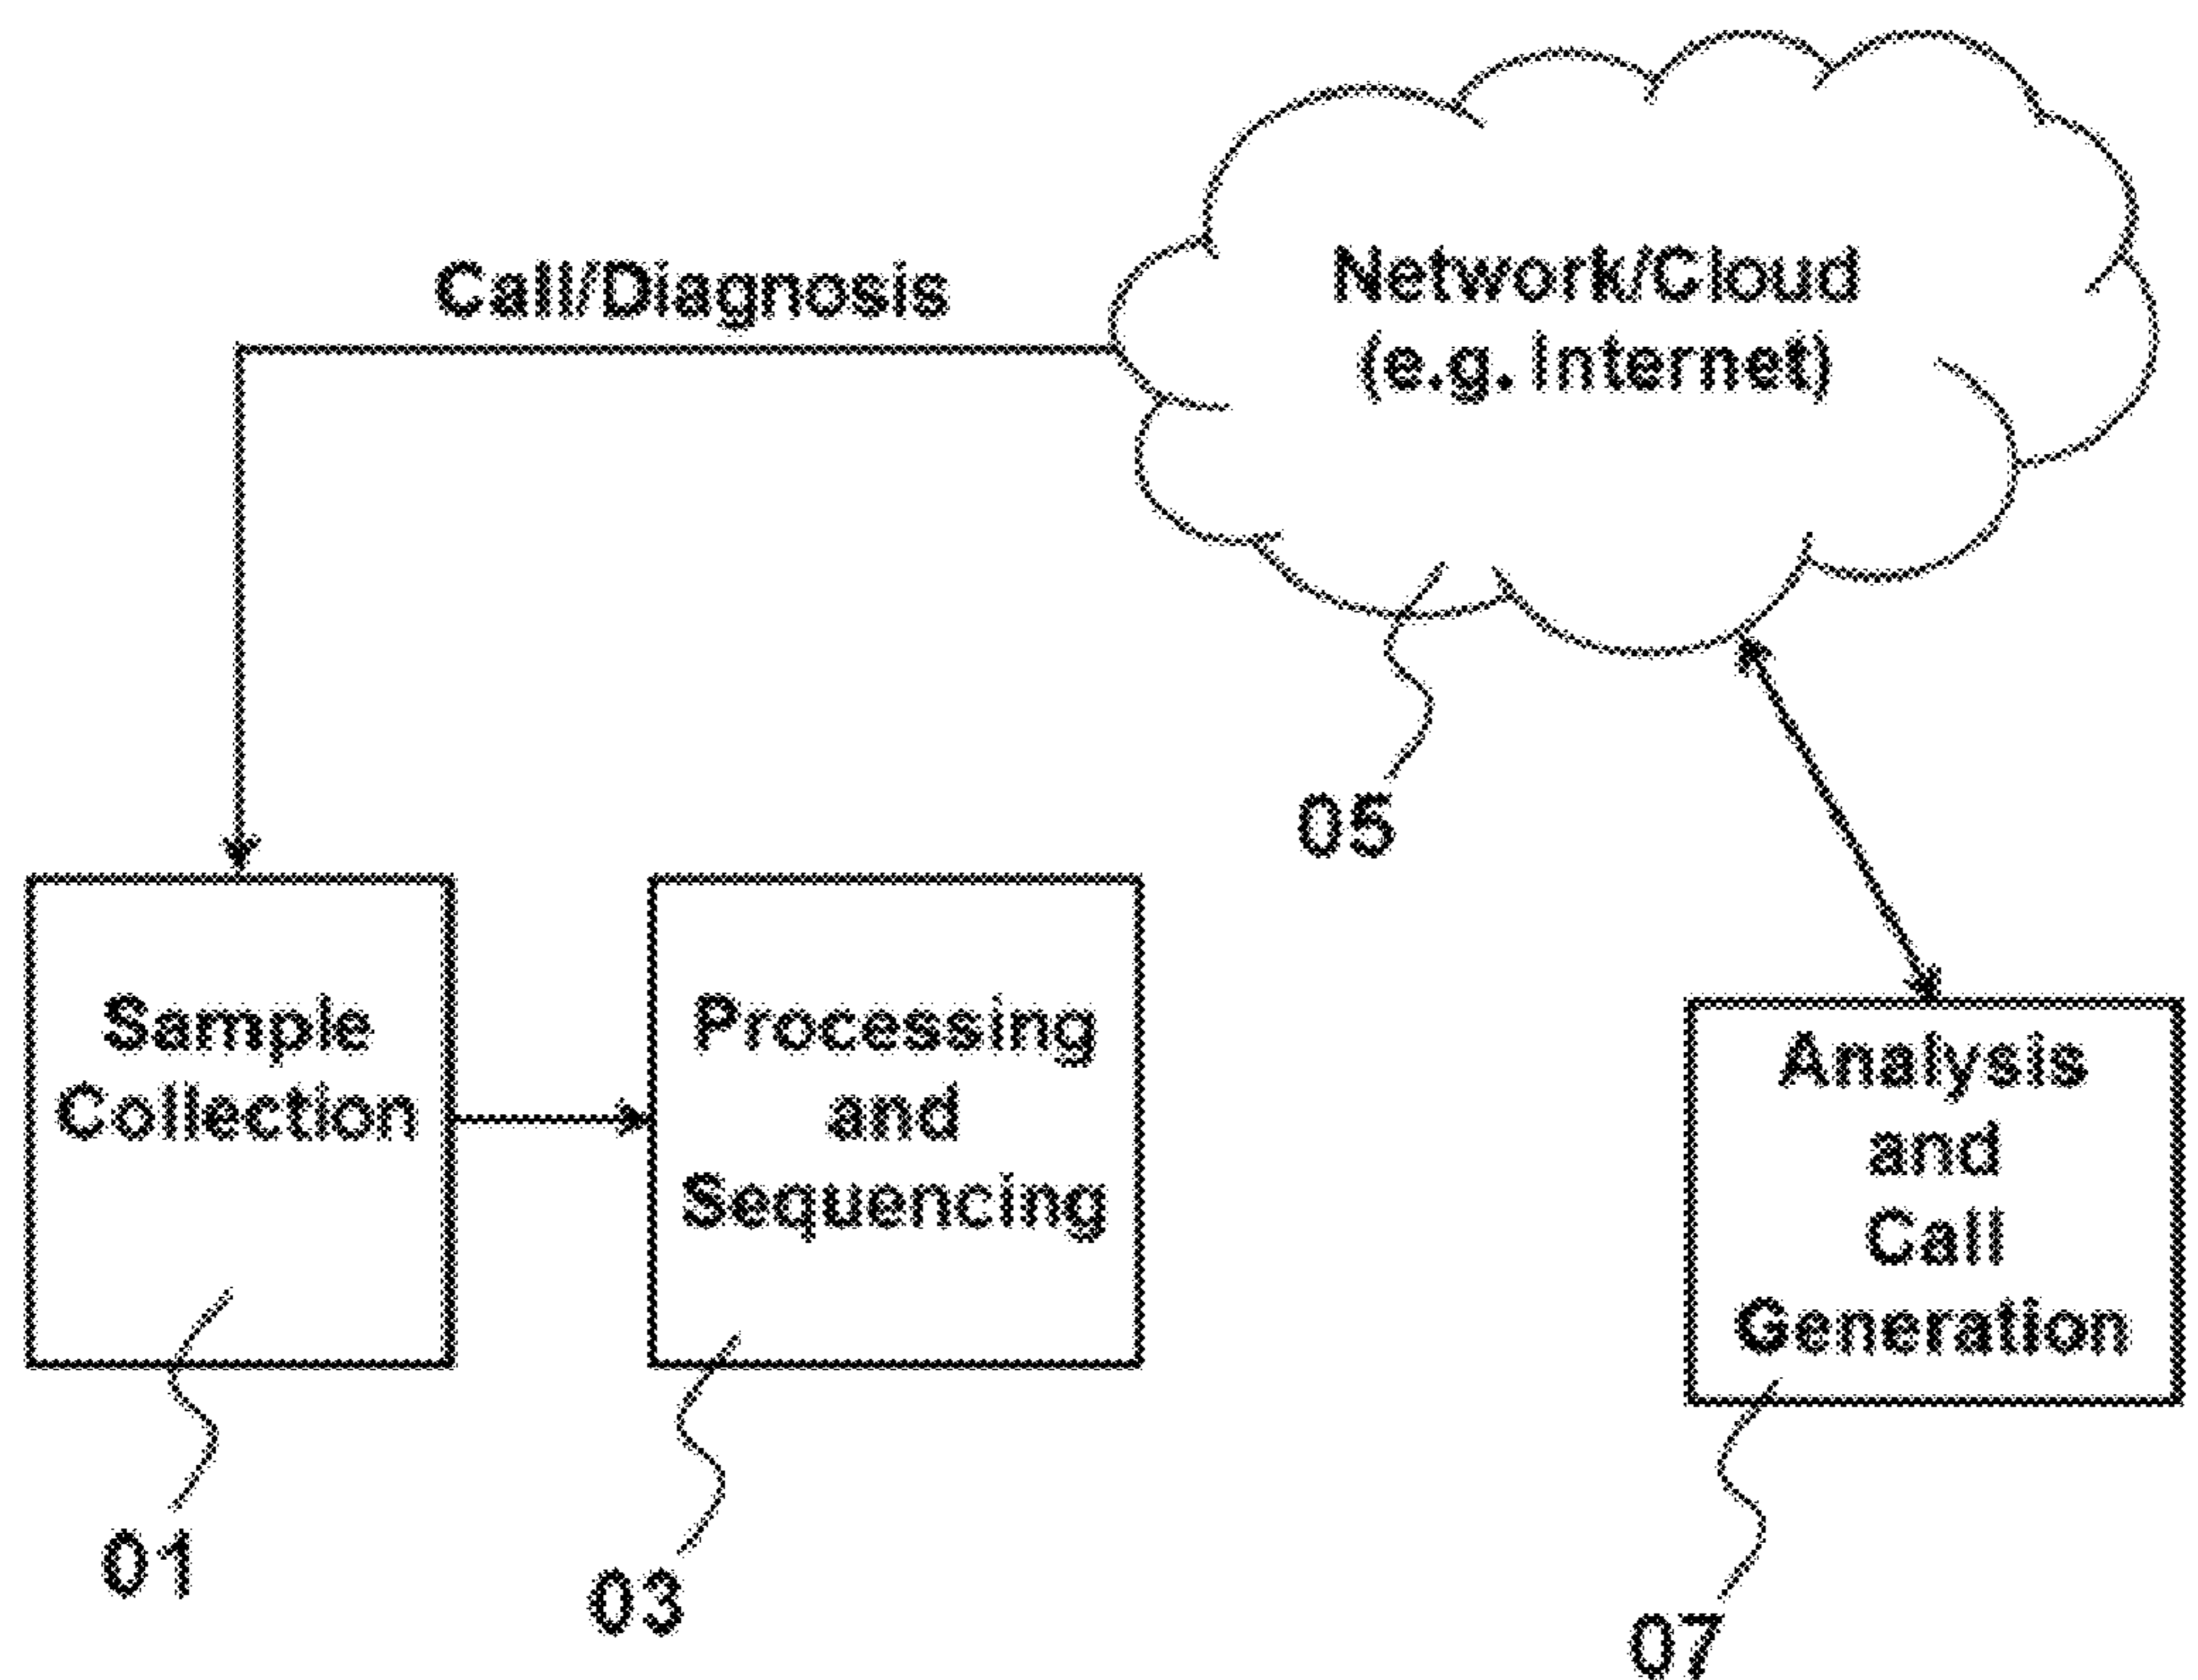 Network/Cloud
(e.g. Internet)
Call/Diagnosis
05
Sample
Collection
Processing
and
Sequencing
Analysis
and
Call
Generation
01
03
07